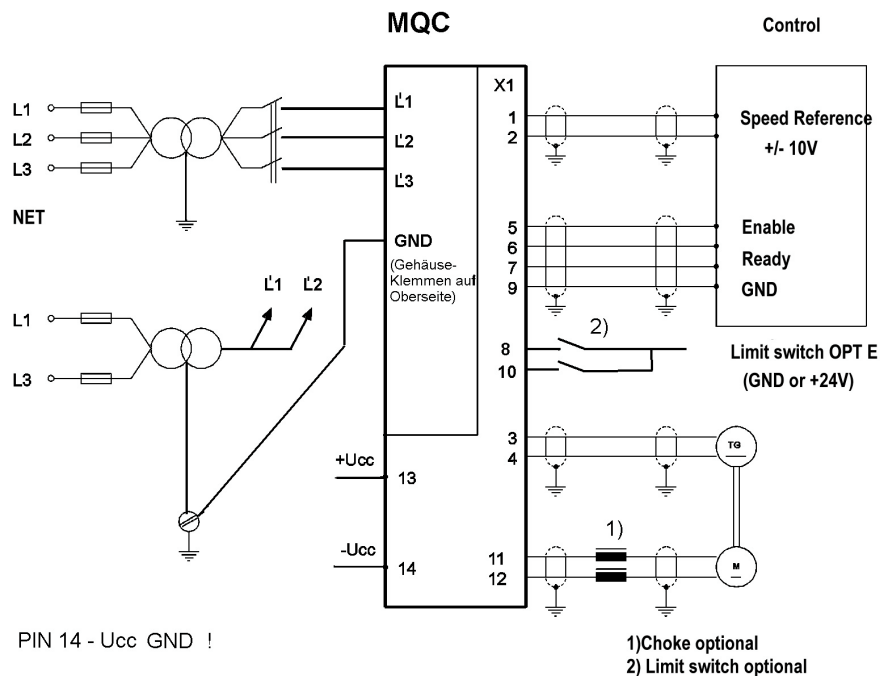 MQC
Control
X1
L1
L2
L3
NET
L'1
L'2
L'3
GND
(Gehäuse-
Klemmen auf
Oberseite)
1
2
Speed Reference
+/- 10V
5
6
7
9
Enable
Ready
GND
L'1 L'2
L1
L3
8
10
2)
Limit switch OPT E
(GND or +24V)
3
4
TG
+Ucc
13
-Ucc
14
11
12
1)
M
PIN 14 - Ucc GND !
1)Choke optional
2) Limit switch optional